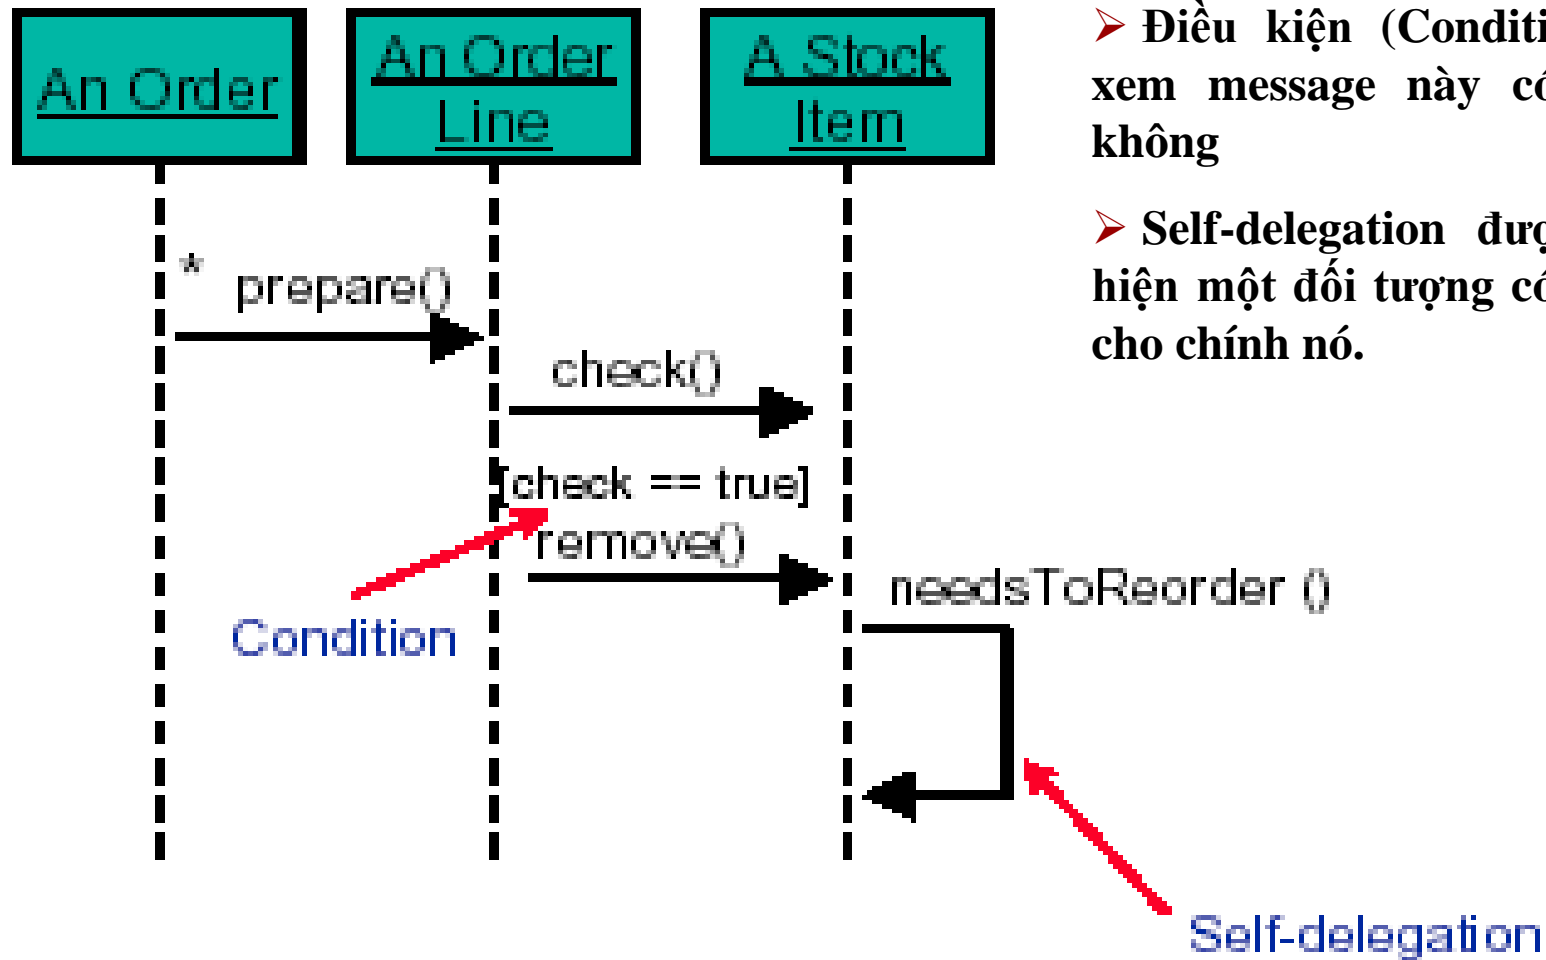 An Order
An Order
Line
A Stock
Item
* prepare()
check()
[check == true]
remove()
needsToReorder ()
Condition
Self-delegation
➢ Điều kiện (Conditi
xem message này có
không
➢ Self-delegation đượ
hiện một đối tượng có
cho chính nó.